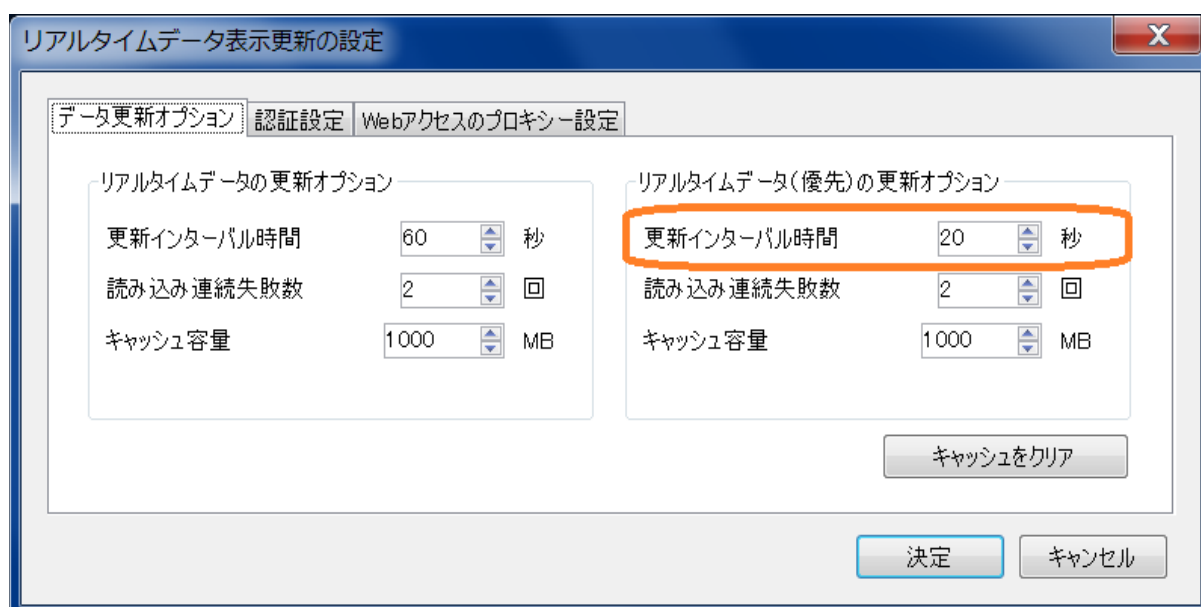 リアルタイムデータ表示更新の設定
データ更新オプション 認証設定 Webアクセスのプロキシー設定
リアルタイムデータの更新オプション
更新インターバル時間 60 秒
読み込み連続失敗数 2 回
キャッシュ容量 1000 MB
リアルタイムデータ(優先)の更新オプション
更新インターバル時間 20 秒
読み込み連続失敗数 2 回
キャッシュ容量 1000 MB
キャッシュをクリア
決定 キャンセル